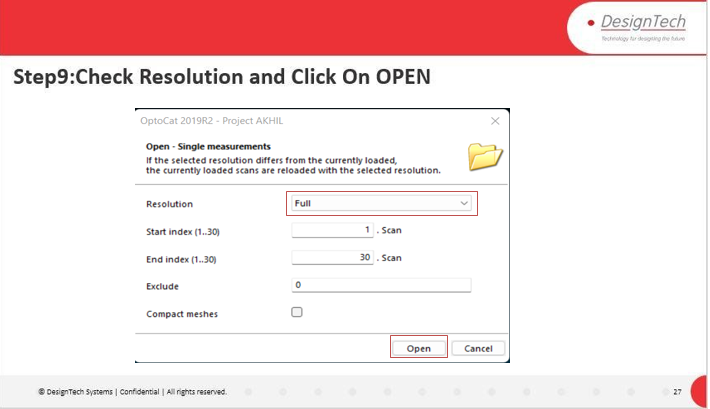 DesignTech
Technology for designing the future
Step9:Check Resolution and Click On OPEN
OptoCat 2019R2 - Project AKHIL
Open - Single measurements
If the selected resolution differs from the currently loaded,
the currently loaded scans are reloaded with the selected resolution.
Resolution Full
Start index (1..30) 1 . Scan
End index (1..30) 30 . Scan
Exclude 0
Compact meshes
Open Cancel
© DesignTech Systems | Confidential | All rights reserved. 27